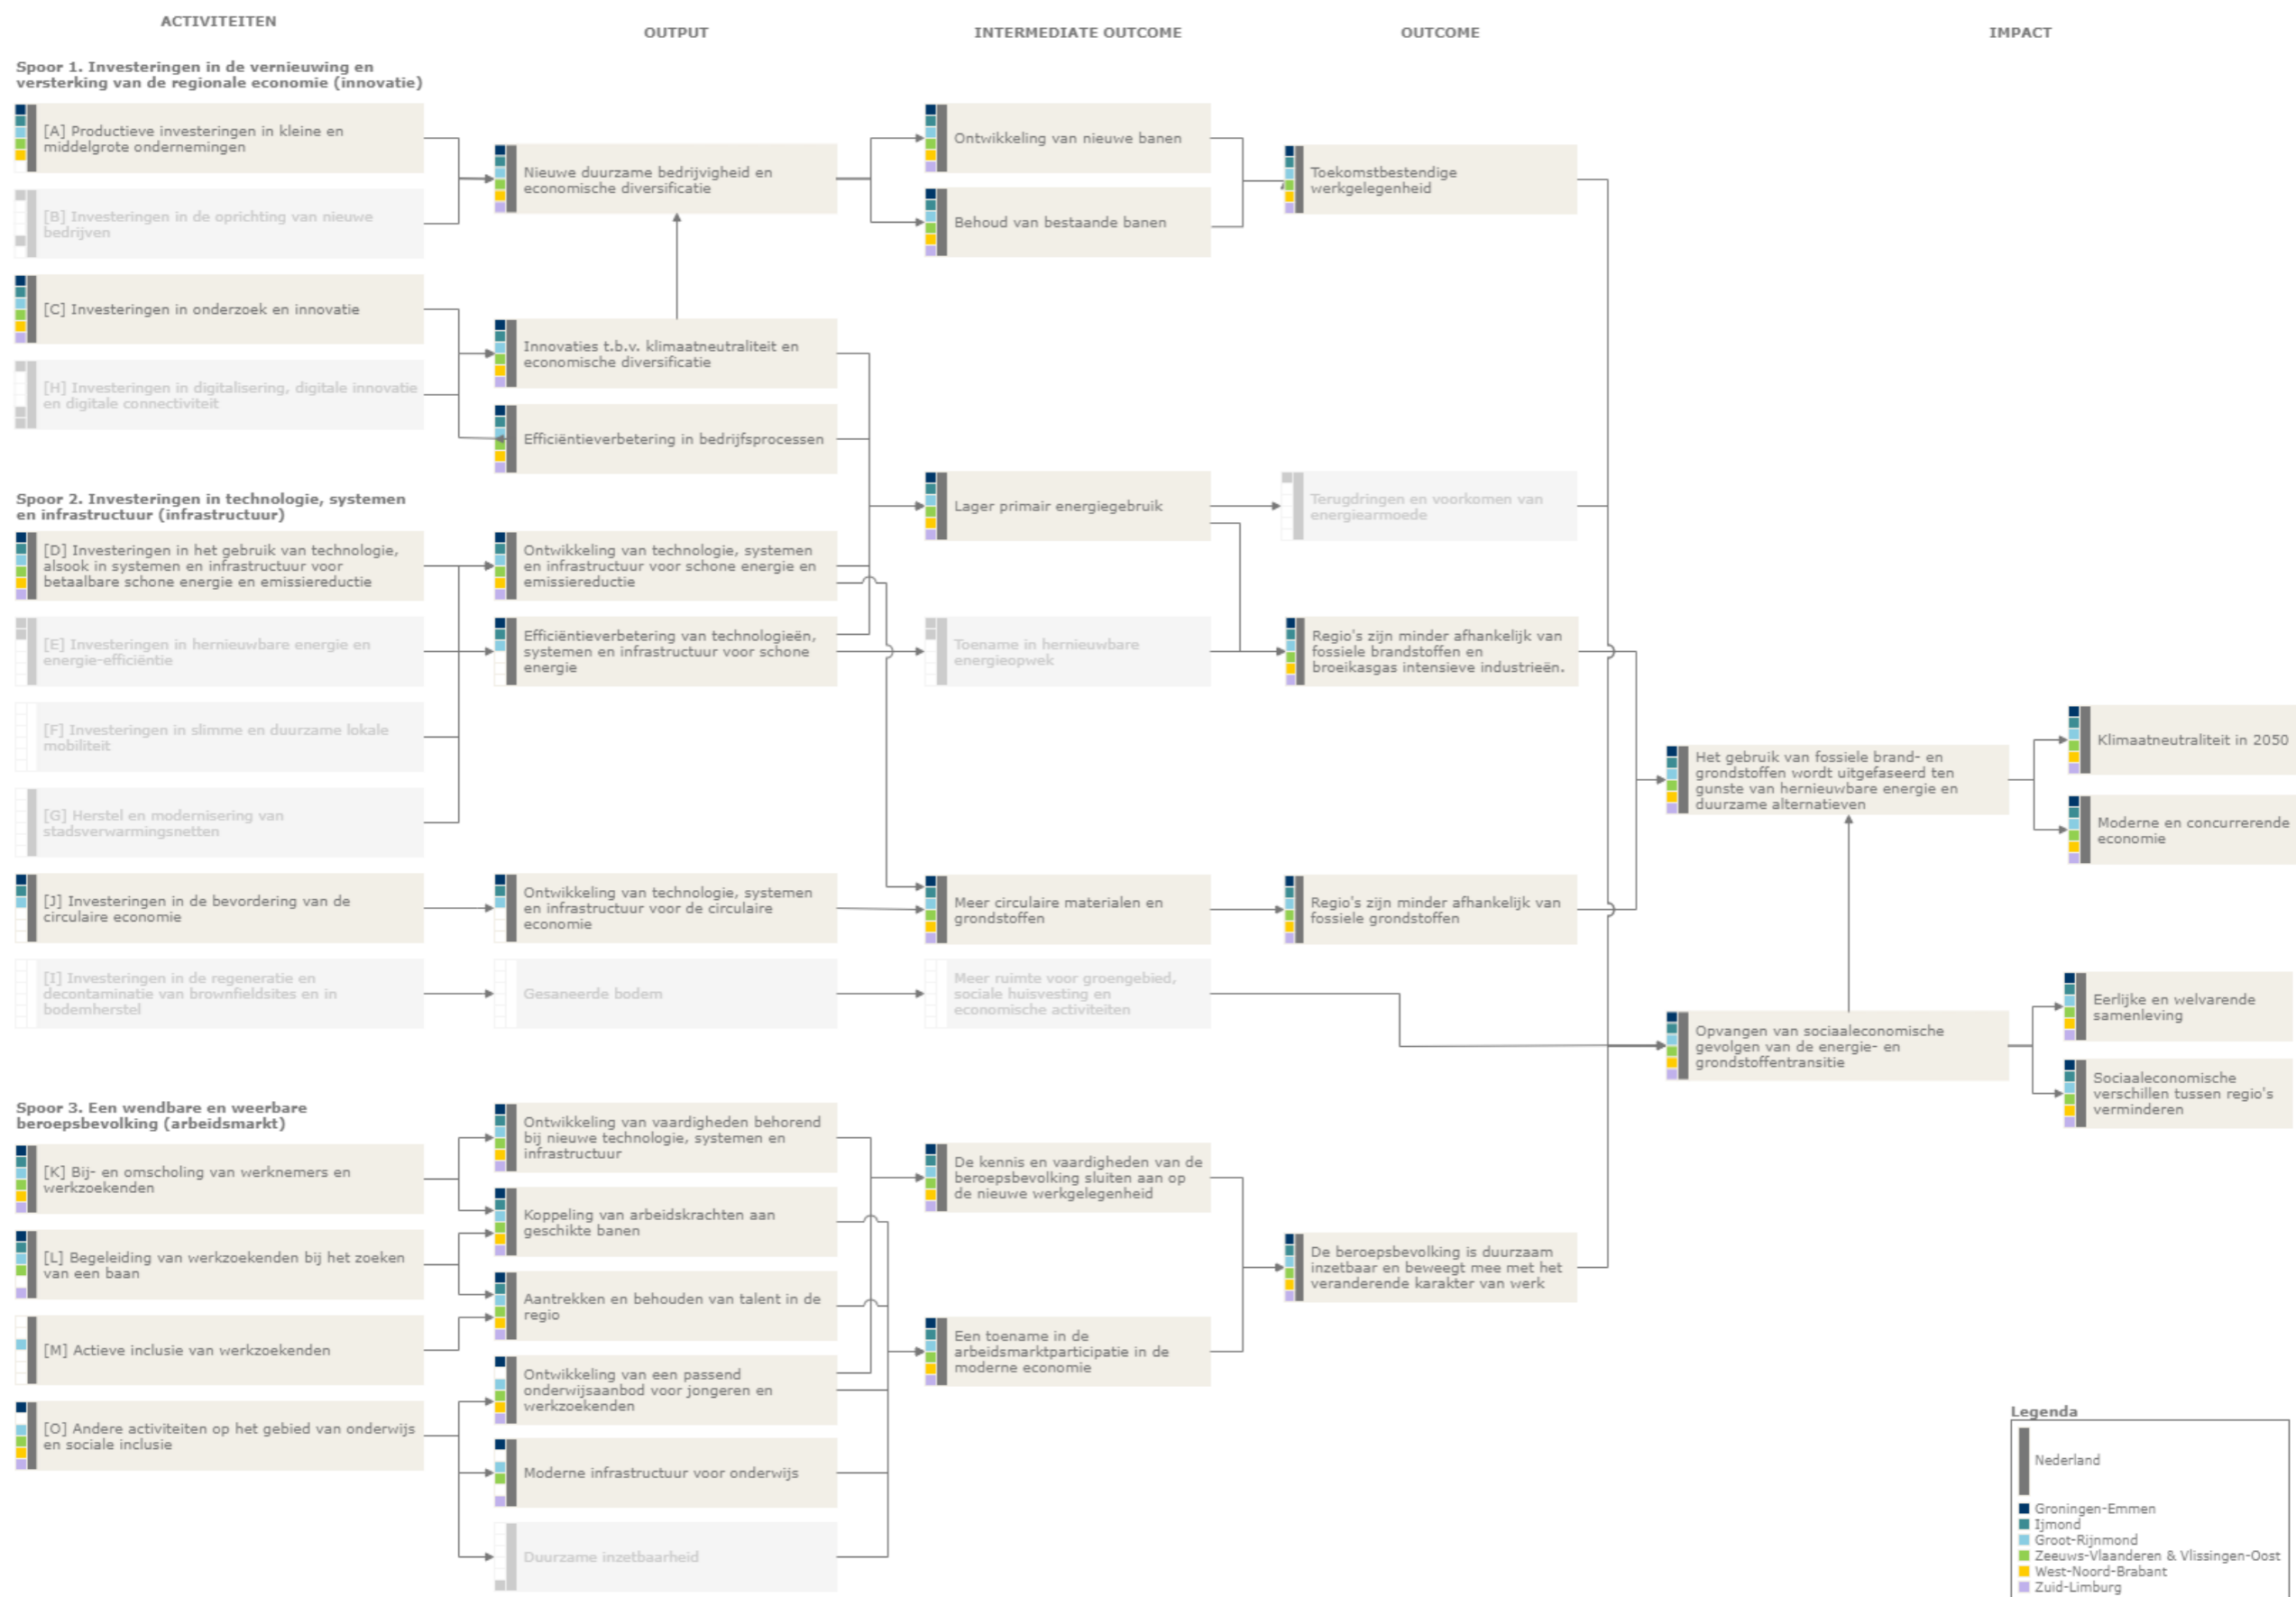 ACTIVITEITEN
OUTPUT
INTERMEDIATE OUTCOME
OUTCOME
IMPACT
Spoor 1. Investeringen in de vernieuwing en
versterking van de regionale economie (innovatie)
[A] Productieve investeringen in kleine en
middelgrote ondernemingen
[B] Investeringen in de oprichting van nieuwe
bedrijven
[C] Investeringen in onderzoek en innovatie
[H] Investeringen in digitalisering, digitale innovatie
en digitale connectiviteit
Nieuwe duurzame bedrijvigheid en
economische diversificatie
Innovaties t.b.v. klimaatneutraliteit en
economische diversificatie
Efficiëntieverbetering in bedrijfsprocessen
Ontwikkeling van nieuwe banen
Behoud van bestaande banen
Toekomstbestendige
werkgelegenheid
Spoor 2. Investeringen in technologie, systemen
en infrastructuur (infrastructuur)
[D] Investeringen in het gebruik van technologie,
alsook in systemen en infrastructuur voor
betaalbare schone energie en emissiereductie
[E] Investeringen in hernieuwbare energie en
energie-efficiëntie
[F] Investeringen in slimme en duurzame lokale
mobiliteit
[G] Herstel en modernisering van
stadsverwarmingsnetten
[J] Investeringen in de bevordering van de
circulaire economie
[I] Investeringen in de regeneratie en
decontaminatie van brownfieldsites en in
bodemherstel
Ontwikkeling van technologie, systemen
en infrastructuur voor schone energie en
emissiereductie
Efficiëntieverbetering van technologieën,
systemen en infrastructuur voor schone
energie
Ontwikkeling van technologie, systemen
en infrastructuur voor de circulaire
economie
Gesaneerde bodem
Lager primair energiegebruik
Toename in hernieuwbare
energieopwek
Meer circulaire materialen en
grondstoffen
Meer ruimte voor groengebied,
sociale huisvesting en
economische activiteiten
Terugdringen en voorkomen van
energiearmoede
Regio's zijn minder afhankelijk van
fossiele brandstoffen en
broeikasgas intensieve industrieën.
Regio's zijn minder afhankelijk van
fossiele grondstoffen
Het gebruik van fossiele brand- en
grondstoffen wordt uitgefaseerd ten
gunste van hernieuwbare energie en
duurzame alternatieven
Klimaatneutraliteit in 2050
Moderne en concurrerende
economie
Opvangen van sociaaleconomische
gevolgen van de energie- en
grondstoffentransitie
Eerlijke en welvarende
samenleving
Sociaaleconomische
verschillen tussen regio's
verminderen
Spoor 3. Een wendbare en weerbare
beroepsbevolking (arbeidsmarkt)
[K] Bij- en omscholing van werknemers en
werkzoekenden
[L] Begeleiding van werkzoekenden bij het zoeken
van een baan
[M] Actieve inclusie van werkzoekenden
[O] Andere activiteiten op het gebied van onderwijs
en sociale inclusie
Ontwikkeling van vaardigheden behorend
bij nieuwe technologie, systemen en
infrastructuur
Koppeling van arbeidskrachten aan
geschikte banen
Aantrekken en behouden van talent in de
regio
Ontwikkeling van een passend
onderwijsaanbod voor jongeren en
werkzoekenden
Moderne infrastructuur voor onderwijs
Duurzame inzetbaarheid
De kennis en vaardigheden van de
beroepsbevolking sluiten aan op
de nieuwe werkgelegenheid
Een toename in de
arbeidsmarktparticipatie in de
moderne economie
De beroepsbevolking is duurzaam
inzetbaar en beweegt mee met het
veranderende karakter van werk
Legenda
Nederland
Groningen-Emmen
Ijmond
Groot-Rijnmond
Zeeuws-Vlaanderen & Vlissingen-Oost
West-Noord-Brabant
Zuid-Limburg